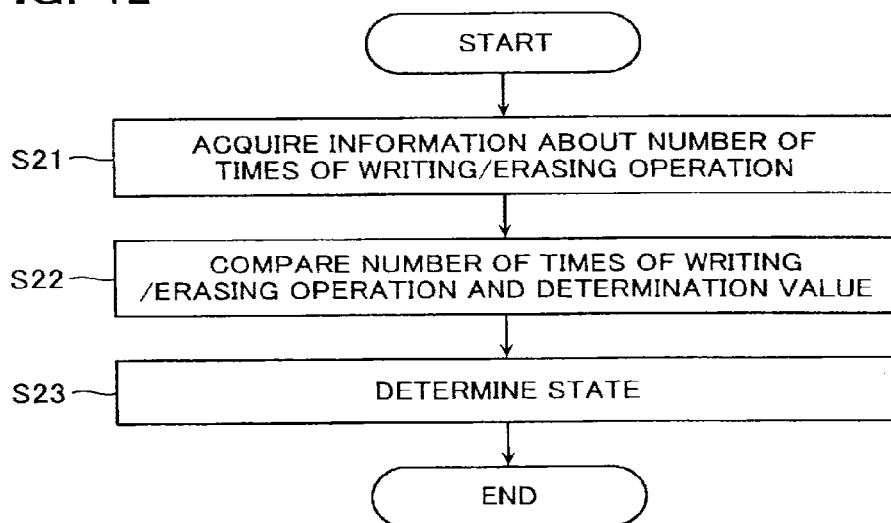 START
S21
ACQUIRE INFORMATION ABOUT NUMBER OF
TIMES OF WRITING/ERASING OPERATION
S22
COMPARE NUMBER OF TIMES OF WRITING
/ERASING OPERATION AND DETERMINATION VALUE
S23
DETERMINE STATE
END